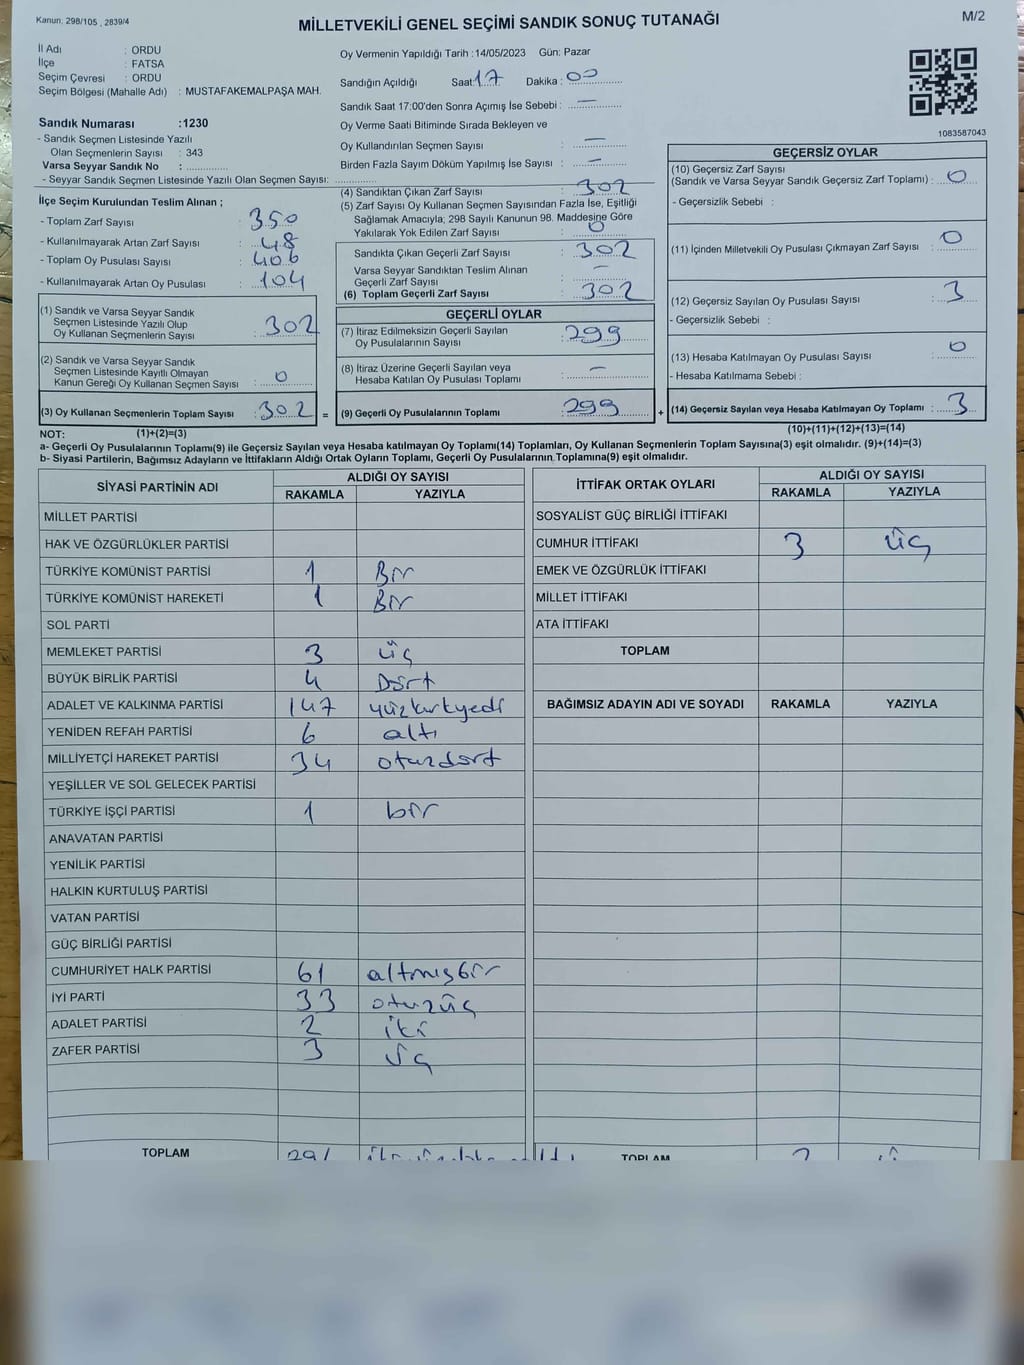 Kanun: 298/105 , 2839/4
MİLLETVEKİLİ GENEL SEÇİMİ SANDIK SONUÇ TUTANAĞI
M/2
İl Adı : ORDU
İlçe : FATSA
Seçim Çevresi : ORDU
Seçim Bölgesi (Mahalle Adı) : MUSTAFAKEMALPAŞA MAH.
Oy Vermenin Yapıldığı Tarih : 14/05/2023 Gün: Pazar
Sandığın Açıldığı Saat: 17 Dakika : 00
Sandık Saat 17:00'den Sonra Açımış İse Sebebi : —
Oy Verme Saati Bitiminde Sırada Bekleyen ve
Oy Kullandırılan Seçmen Sayısı : —
Birden Fazla Sayım Döküm Yapılmış İse Sayısı : —
1083587043
Sandık Numarası :1230
- Sandık Seçmen Listesinde Yazılı
Olan Seçmenlerin Sayısı : 343
Varsa Seyyar Sandık No :
- Seyyar Sandık Seçmen Listesinde Yazılı Olan Seçmen Sayısı:
İlçe Seçim Kurulundan Teslim Alınan ;
- Toplam Zarf Sayısı : 350
- Kullanılmayarak Artan Zarf Sayısı : 48
- Toplam Oy Pusulası Sayısı : 406
- Kullanılmayarak Artan Oy Pusulası : 104
(1) Sandık ve Varsa Seyyar Sandık
Seçmen Listesinde Yazılı Olup
Oy Kullanan Seçmenlerin Sayısı : 302
(2) Sandık ve Varsa Seyyar Sandık
Seçmen Listesinde Kayıtlı Olmayan
Kanun Gereği Oy Kullanan Seçmen Sayısı : 0
(3) Oy Kullanan Seçmenlerin Toplam Sayısı : 302 =
(4) Sandıktan Çıkan Zarf Sayısı : 302
(5) Zarf Sayısı Oy Kullanan Seçmen Sayısından Fazla İse, Eşitliği
Sağlamak Amacıyla; 298 Sayılı Kanunun 98. Maddesine Göre
Yakılarak Yok Edilen Zarf Sayısı : 0
Sandıkta Çıkan Geçerli Zarf Sayısı : 302
Varsa Seyyar Sandıktan Teslim Alınan
Geçerli Zarf Sayısı : —
(6) Toplam Geçerli Zarf Sayısı : 302
GEÇERLİ OYLAR
(7) İtiraz Edilmeksizin Geçerli Sayılan
Oy Pusulalarının Sayısı : 299
(8) İtiraz Üzerine Geçerli Sayılan veya
Hesaba Katılan Oy Pusulası Toplamı : —
(9) Geçerli Oy Pusulalarının Toplamı : 299 +
GEÇERSİZ OYLAR
(10) Geçersiz Zarf Sayısı
(Sandık ve Varsa Seyyar Sandık Geçersiz Zarf Toplamı) : 0
- Geçersizlik Sebebi :
(11) İçinden Milletvekili Oy Pusulası Çıkmayan Zarf Sayısı : 0
(12) Geçersiz Sayılan Oy Pusulası Sayısı : 3
- Geçersizlik Sebebi :
(13) Hesaba Katılmayan Oy Pusulası Sayısı : 0
- Hesaba Katılmama Sebebi :
(14) Geçersiz Sayılan veya Hesaba Katılmayan Oy Toplamı : 3
NOT: (1)+(2)=(3)
(10)+(11)+(12)+(13)=(14)
a- Geçerli Oy Pusulalarının Toplamı(9) ile Geçersiz Sayılan veya Hesaba katılmayan Oy Toplamı(14) Toplamları, Oy Kullanan Seçmenlerin Toplam Sayısına(3) eşit olmalıdır. (9)+(14)=(3)
b- Siyasi Partilerin, Bağımsız Adayların ve İttifakların Aldığı Ortak Oyların Toplamı, Geçerli Oy Pusulalarının Toplamına(9) eşit olmalıdır.
SİYASİ PARTİNİN ADI ALDIĞI OY SAYISI
RAKAMLA YAZIYLA
MİLLET PARTİSİ
HAK VE ÖZGÜRLÜKLER PARTİSİ
TÜRKİYE KOMÜNİST PARTİSİ 1 Bir
TÜRKİYE KOMÜNİST HAREKETİ 1 Bir
SOL PARTİ
MEMLEKET PARTİSİ 3 üç
BÜYÜK BİRLİK PARTİSİ 4 Dört
ADALET VE KALKINMA PARTİSİ 147 yüzkırkyedi
YENİDEN REFAH PARTİSİ 6 altı
MİLLİYETÇİ HAREKET PARTİSİ 34 otuzdört
YEŞİLLER VE SOL GELECEK PARTİSİ
TÜRKİYE İŞÇİ PARTİSİ 1 bir
ANAVATAN PARTİSİ
YENİLİK PARTİSİ
HALKIN KURTULUŞ PARTİSİ
VATAN PARTİSİ
GÜÇ BİRLİĞİ PARTİSİ
CUMHURİYET HALK PARTİSİ 61 altmışbir
İYİ PARTİ 33 otuzüç
ADALET PARTİSİ 2 iki
ZAFER PARTİSİ 3 üç
TOPLAM
İTTİFAK ORTAK OYLARI ALDIĞI OY SAYISI
RAKAMLA YAZIYLA
SOSYALİST GÜÇ BİRLİĞİ İTTİFAKI
CUMHUR İTTİFAKI 3 üç
EMEK VE ÖZGÜRLÜK İTTİFAKI
MİLLET İTTİFAKI
ATA İTTİFAKI
TOPLAM
BAĞIMSIZ ADAYIN ADI VE SOYADI RAKAMLA YAZIYLA
TOPLAM